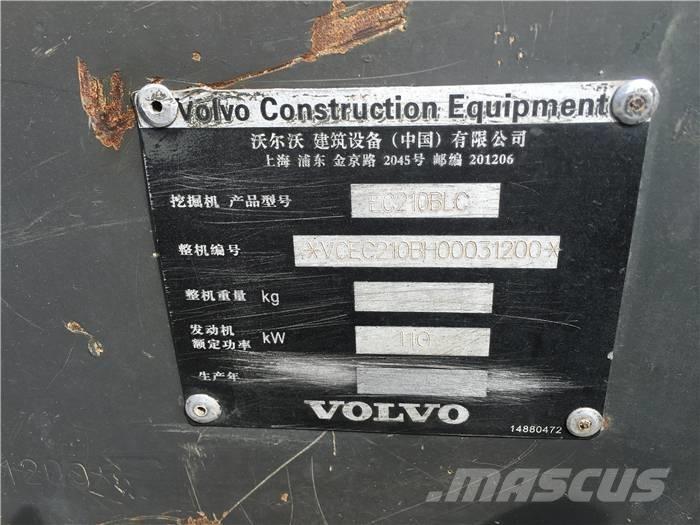 Volvo Construction Equipment
沃尔沃 建筑设备（中国）有限公司
上海 浦东 金京路 2045号 邮编 201206
挖掘机 产品型号 EC210BLC
整机编号 *VCEC210BH00031200*
整机重量 kg
发动机
额定功率 kW 110
生产年
VOLVO
14880472
MASCUS